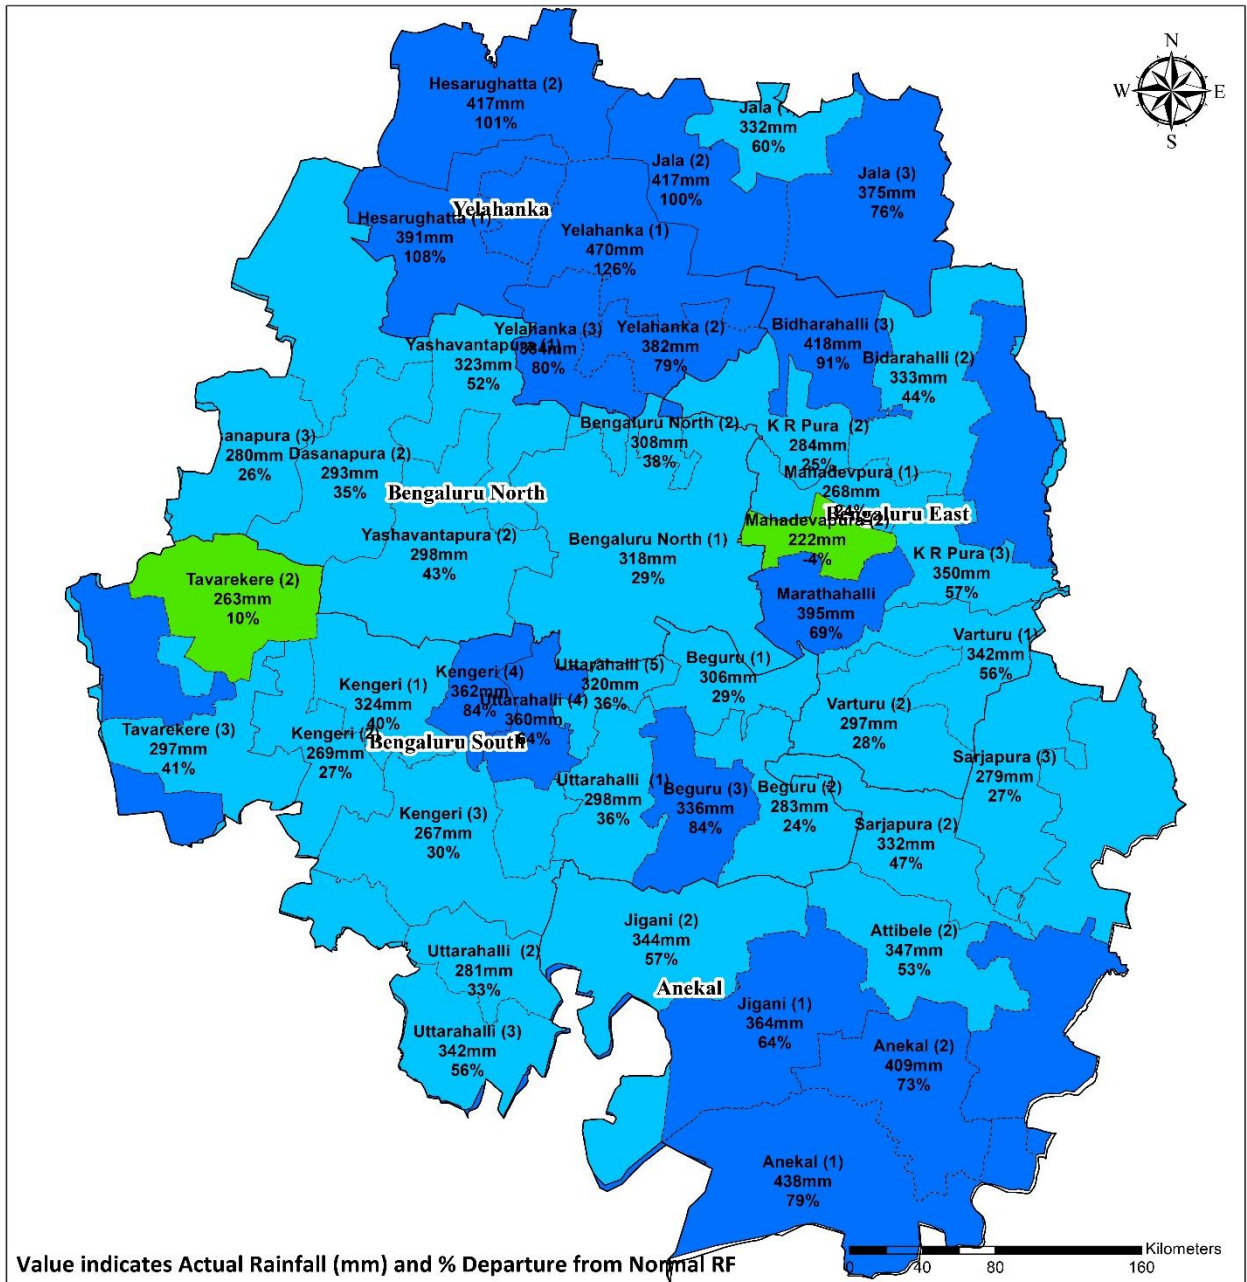 N
W
E
S
Hesarughatta (2)
417mm
101%
Jala (
332mm
60%
Jala (2)
417mm
100%
Jala (3)
375mm
76%
Yelahanka
Hesarughatta (1)
391mm
108%
Yelahanka (1)
470mm
126%
Yelahanka (3)
384mm
80%
Yelahanka (2)
382mm
79%
Bidharahalli (3)
418mm
91%
Yashavantapura (1)
323mm
52%
Bidarahalli (2)
333mm
44%
Bengaluru North (2)
308mm
38%
K R Pura (2)
284mm
25%
anapura (3)
280mm
26%
Dasanapura (2)
293mm
35%
Mahadevpura (1)
268mm
24%
Bengaluru North
Bengaluru East
Mahadevapura (2)
222mm
-4%
Yashavantapura (2)
298mm
43%
Bengaluru North (1)
318mm
29%
K R Pura (3)
350mm
57%
Tavarekere (2)
263mm
10%
Marathahalli
395mm
69%
Varturu (1)
342mm
56%
Kengeri (1)
324mm
40%
Kengeri (4)
362mm
84%
Uttarahalli (5)
320mm
36%
Beguru (1)
306mm
29%
Uttarahalli (4)
360mm
64%
Varturu (2)
297mm
28%
Tavarekere (3)
297mm
41%
Kengeri (2)
269mm
27%
Bengaluru South
Sarjapura (3)
279mm
27%
Uttarahalli (1)
298mm
36%
Beguru (3)
336mm
84%
Beguru (2)
283mm
24%
Kengeri (3)
267mm
30%
Sarjapura (2)
332mm
47%
Jigani (2)
344mm
57%
Attibele (2)
347mm
53%
Uttarahalli (2)
281mm
33%
Anekal
Jigani (1)
364mm
64%
Uttarahalli (3)
342mm
56%
Anekal (2)
409mm
73%
Anekal (1)
438mm
79%
Kilometers
0 40 80 160
Value indicates Actual Rainfall (mm) and % Departure from Normal RF